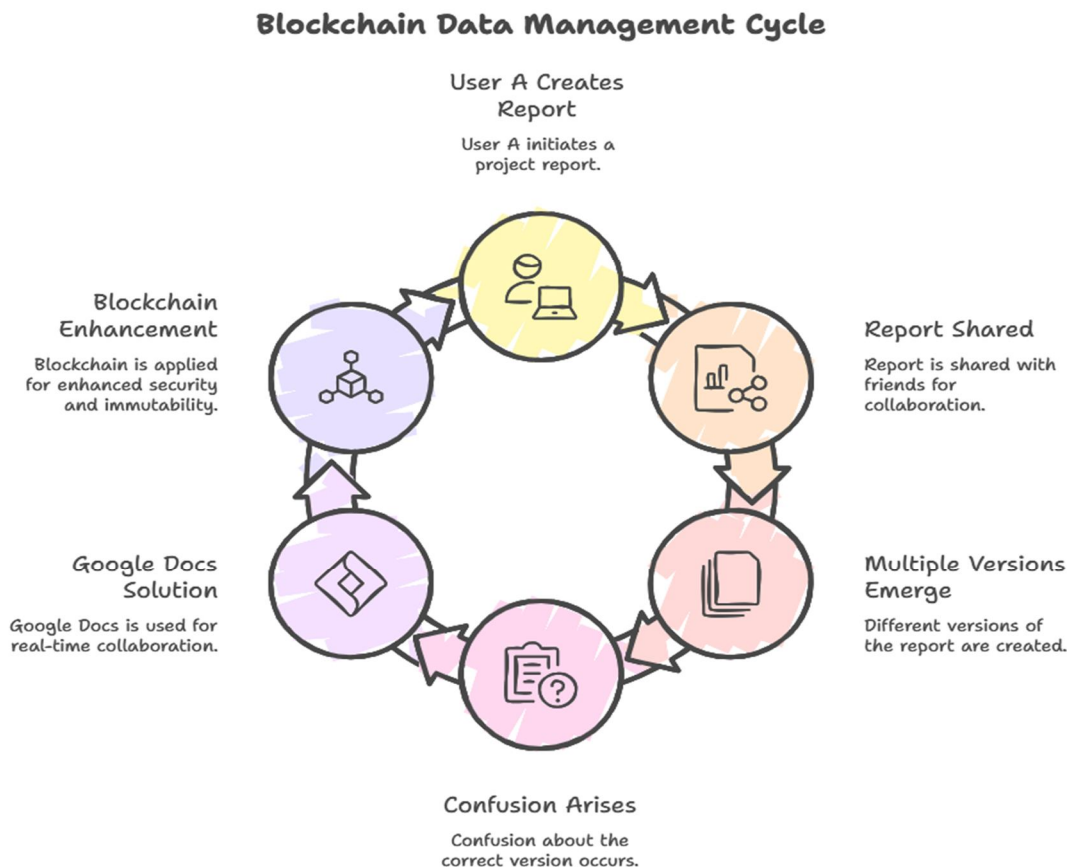 Blockchain Data Management Cycle
User A Creates
Report
User A initiates a
project report.
Report Shared
Report is shared with
friends for
collaboration.
Multiple Versions
Emerge
Different versions of
the report are created.
Confusion Arises
Confusion about the
correct version occurs.
Google Docs
Solution
Google Docs is used for
real-time collaboration.
Blockchain
Enhancement
Blockchain is applied
for enhanced security
and immutability.
?